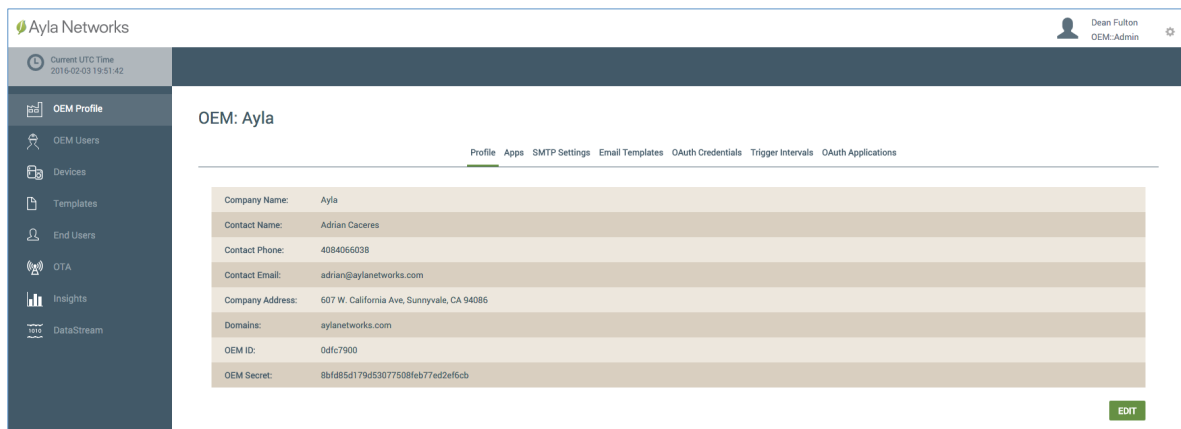 Ayla Networks
Dean Fulton
OEM::Admin
Current UTC Time
2016-02-03 19:51:42
OEM Profile
OEM Users
Devices
Templates
End Users
OTA
Insights
1010 DataStream
OEM: Ayla
Profile Apps SMTP Settings Email Templates OAuth Credentials Trigger Intervals OAuth Applications
Company Name: Ayla
Contact Name: Adrian Caceres
Contact Phone: 4084066038
Contact Email: adrian@aylanetworks.com
Company Address: 607 W. California Ave, Sunnyvale, CA 94086
Domains: aylanetworks.com
OEM ID: 0dfc7900
OEM Secret: 8bfd85d179d53077508feb77ed2ef6cb
EDIT